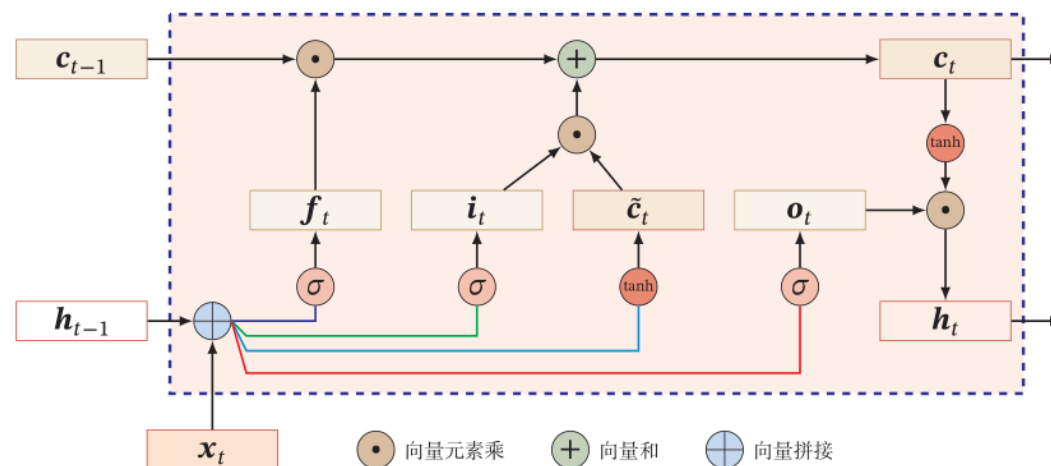 c_{t−1} c_t
tanh
f_t i_t c̃_t o_t
σ σ tanh σ
h_{t−1} h_t
x_t 向量元素乘 向量和 向量拼接